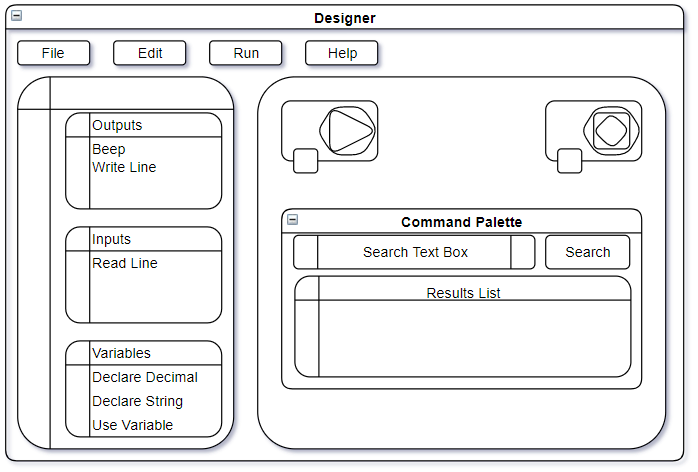 Designer
File Edit Run Help
Outputs
Beep
Write Line
Inputs
Read Line
Variables
Declare Decimal
Declare String
Use Variable
Command Palette
Search Text Box Search
Results List